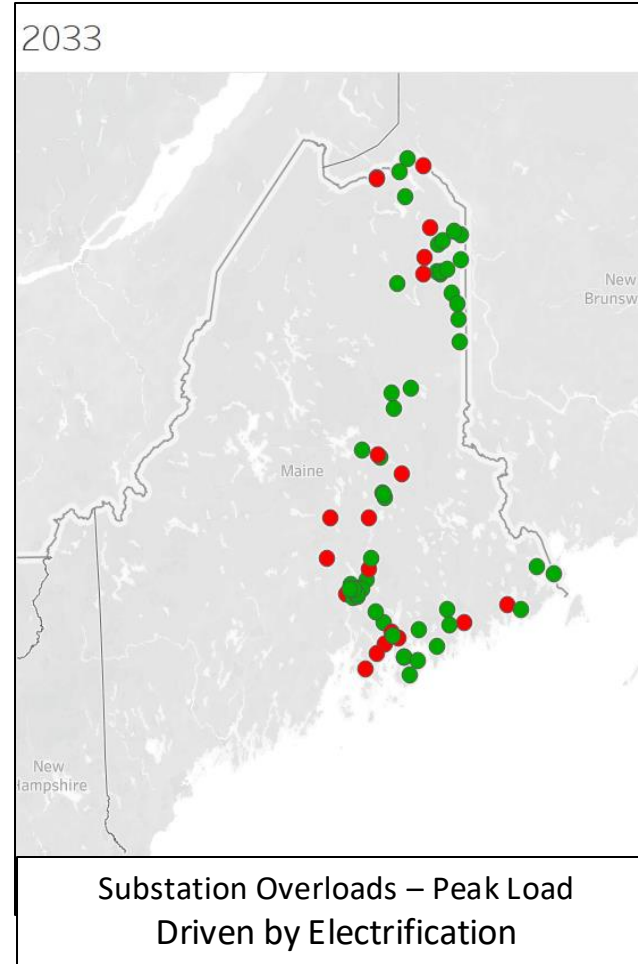 2033
New
Brunsw
Maine
New
Hampshire
Substation Overloads – Peak Load
Driven by Electrification